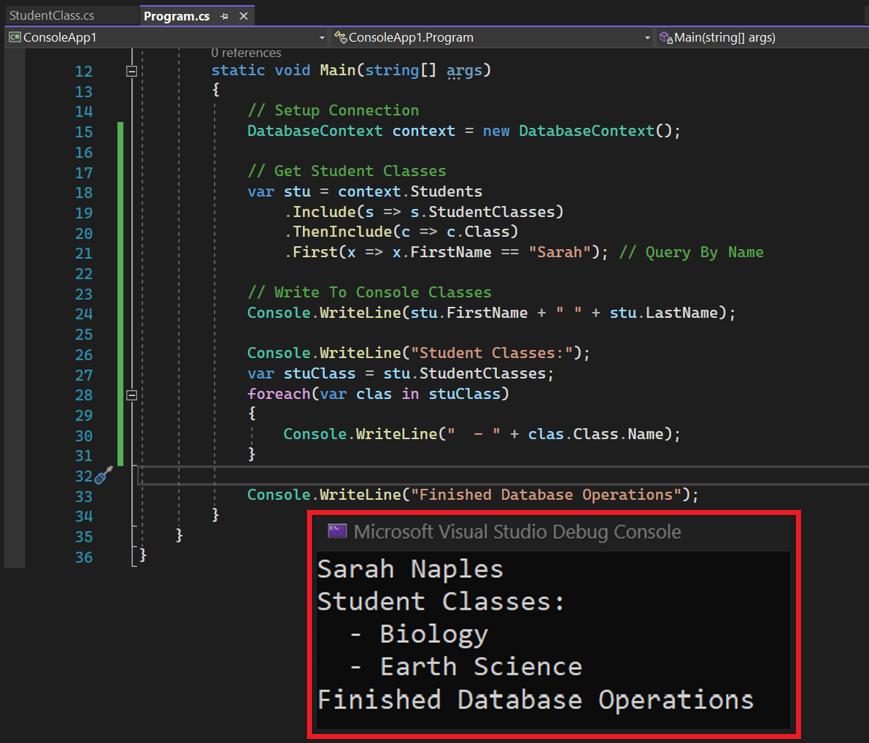 StudentClass.cs
Program.cs
ConsoleApp1
ConsoleApp1.Program
Main(string[] args)
0 references
12 static void Main(string[] args)
13 {
14 // Setup Connection
15 DatabaseContext context = new DatabaseContext();
16
17 // Get Student Classes
18 var stu = context.Students
19 .Include(s => s.StudentClasses)
20 .ThenInclude(c => c.Class)
21 .First(x => x.FirstName == "Sarah"); // Query By Name
22
23 // Write To Console Classes
24 Console.WriteLine(stu.FirstName + " " + stu.LastName);
25
26 Console.WriteLine("Student Classes:");
27 var stuClass = stu.StudentClasses;
28 foreach(var clas in stuClass)
29 {
30 Console.WriteLine("  - " + clas.Class.Name);
31 }
32
33 Console.WriteLine("Finished Database Operations");
34 }
35 }
36 }
Microsoft Visual Studio Debug Console
Sarah Naples
Student Classes:
- Biology
- Earth Science
Finished Database Operations